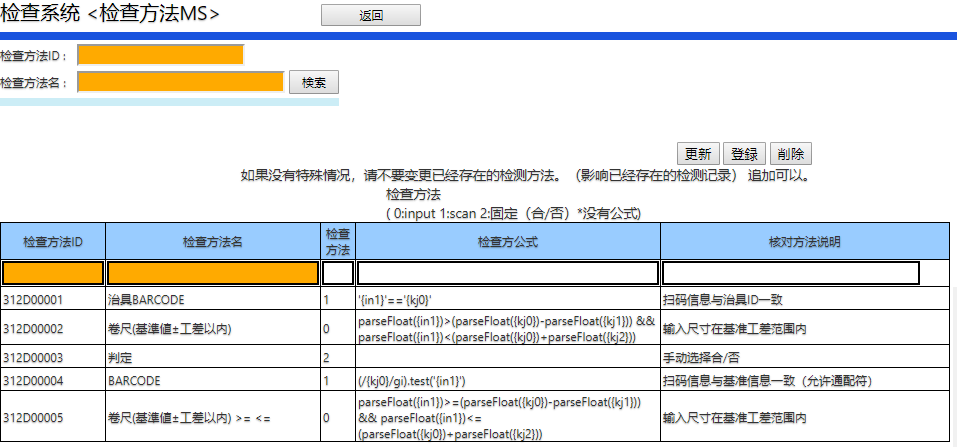 检查系统 <检查方法MS>
返回
检查方法ID：
检查方法名：
検索
更新 登録 削除
如果没有特殊情况，请不要变更已经存在的检测方法。（影响已经存在的检测记录） 追加可以。
检查方法
( 0:input 1:scan 2:固定（合/否）*没有公式)
检查方法ID 检查方法名 检查方法 检查方公式 核对方法说明
312D00001 治具BARCODE 1 '{in1}'=='{kj0}' 扫码信息与治具ID一致
312D00002 卷尺(基準値±工差以内) 0 parseFloat({in1})>(parseFloat({kj0})-parseFloat({kj1})) &&
parseFloat({in1})<(parseFloat({kj0})+parseFloat({kj2})) 输入尺寸在基准工差范围内
312D00003 判定 2 手动选择合/否
312D00004 BARCODE 1 (/{kj0}/gi).test('{in1}') 扫码信息与基准信息一致（允许通配符）
312D00005 卷尺(基準値±工差以内) >= <= 0 parseFloat({in1})>=(parseFloat({kj0})-parseFloat({kj1}))
&& parseFloat({in1})<=
(parseFloat({kj0})+parseFloat({kj2})) 输入尺寸在基准工差范围内